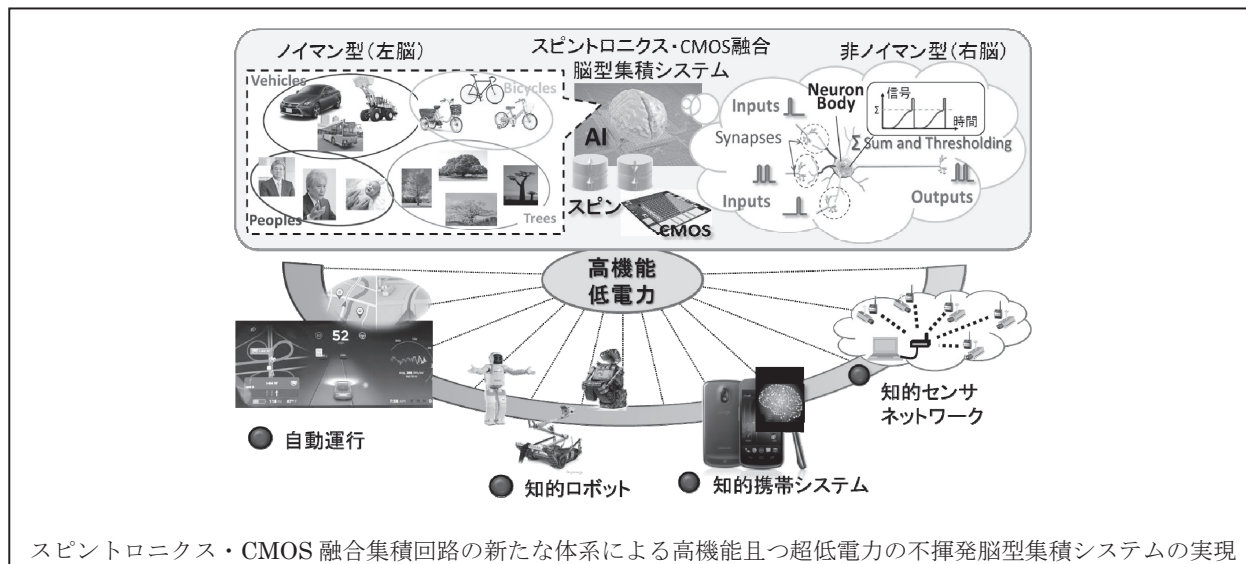 ノイマン型(左脳)
スピントロニクス・CMOS融合
脳型集積システム
非ノイマン型(右脳)
Vehicles
Bicycles
Peoples
Trees
AI
スピン
CMOS
Inputs
Synapses
Inputs
Neuron
Body
信号
Σ
時間
Σ Sum and Thresholding
Outputs
高機能
低電力
52
自動運行
知的ロボット
知的携帯システム
知的センサ
ネットワーク
スピントロニクス・CMOS 融合集積回路の新たな体系による高機能且つ超低電力の不揮発脳型集積システムの実現